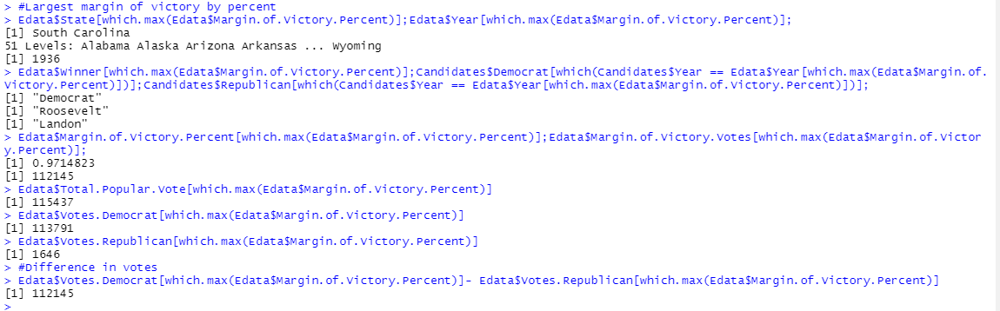 > #Largest margin of victory by percent
> Edata$State[which.max(Edata$Margin.of.Victory.Percent)];Edata$Year[which.max(Edata$Margin.of.Victory.Percent)];
[1] South Carolina
51 Levels: Alabama Alaska Arizona Arkansas ... Wyoming
[1] 1936
> Edata$Winner[which.max(Edata$Margin.of.Victory.Percent)];Candidates$Democrat[which(Candidates$Year == Edata$Year[which.max(Edata$Margin.of.
Victory.Percent)])];Candidates$Republican[which(Candidates$Year == Edata$Year[which.max(Edata$Margin.of.Victory.Percent)])];
[1] "Democrat"
[1] "Roosevelt"
[1] "Landon"
> Edata$Margin.of.Victory.Percent[which.max(Edata$Margin.of.Victory.Percent)];Edata$Margin.of.Victory.Votes[which.max(Edata$Margin.of.Victor
y.Percent)];
[1] 0.9714823
[1] 112145
> Edata$Total.Popular.Vote[which.max(Edata$Margin.of.Victory.Percent)]
[1] 115437
> Edata$Votes.Democrat[which.max(Edata$Margin.of.Victory.Percent)]
[1] 113791
> Edata$Votes.Republican[which.max(Edata$Margin.of.Victory.Percent)]
[1] 1646
> #Difference in votes
> Edata$Votes.Democrat[which.max(Edata$Margin.of.Victory.Percent)]- Edata$Votes.Republican[which.max(Edata$Margin.of.Victory.Percent)]
[1] 112145
>